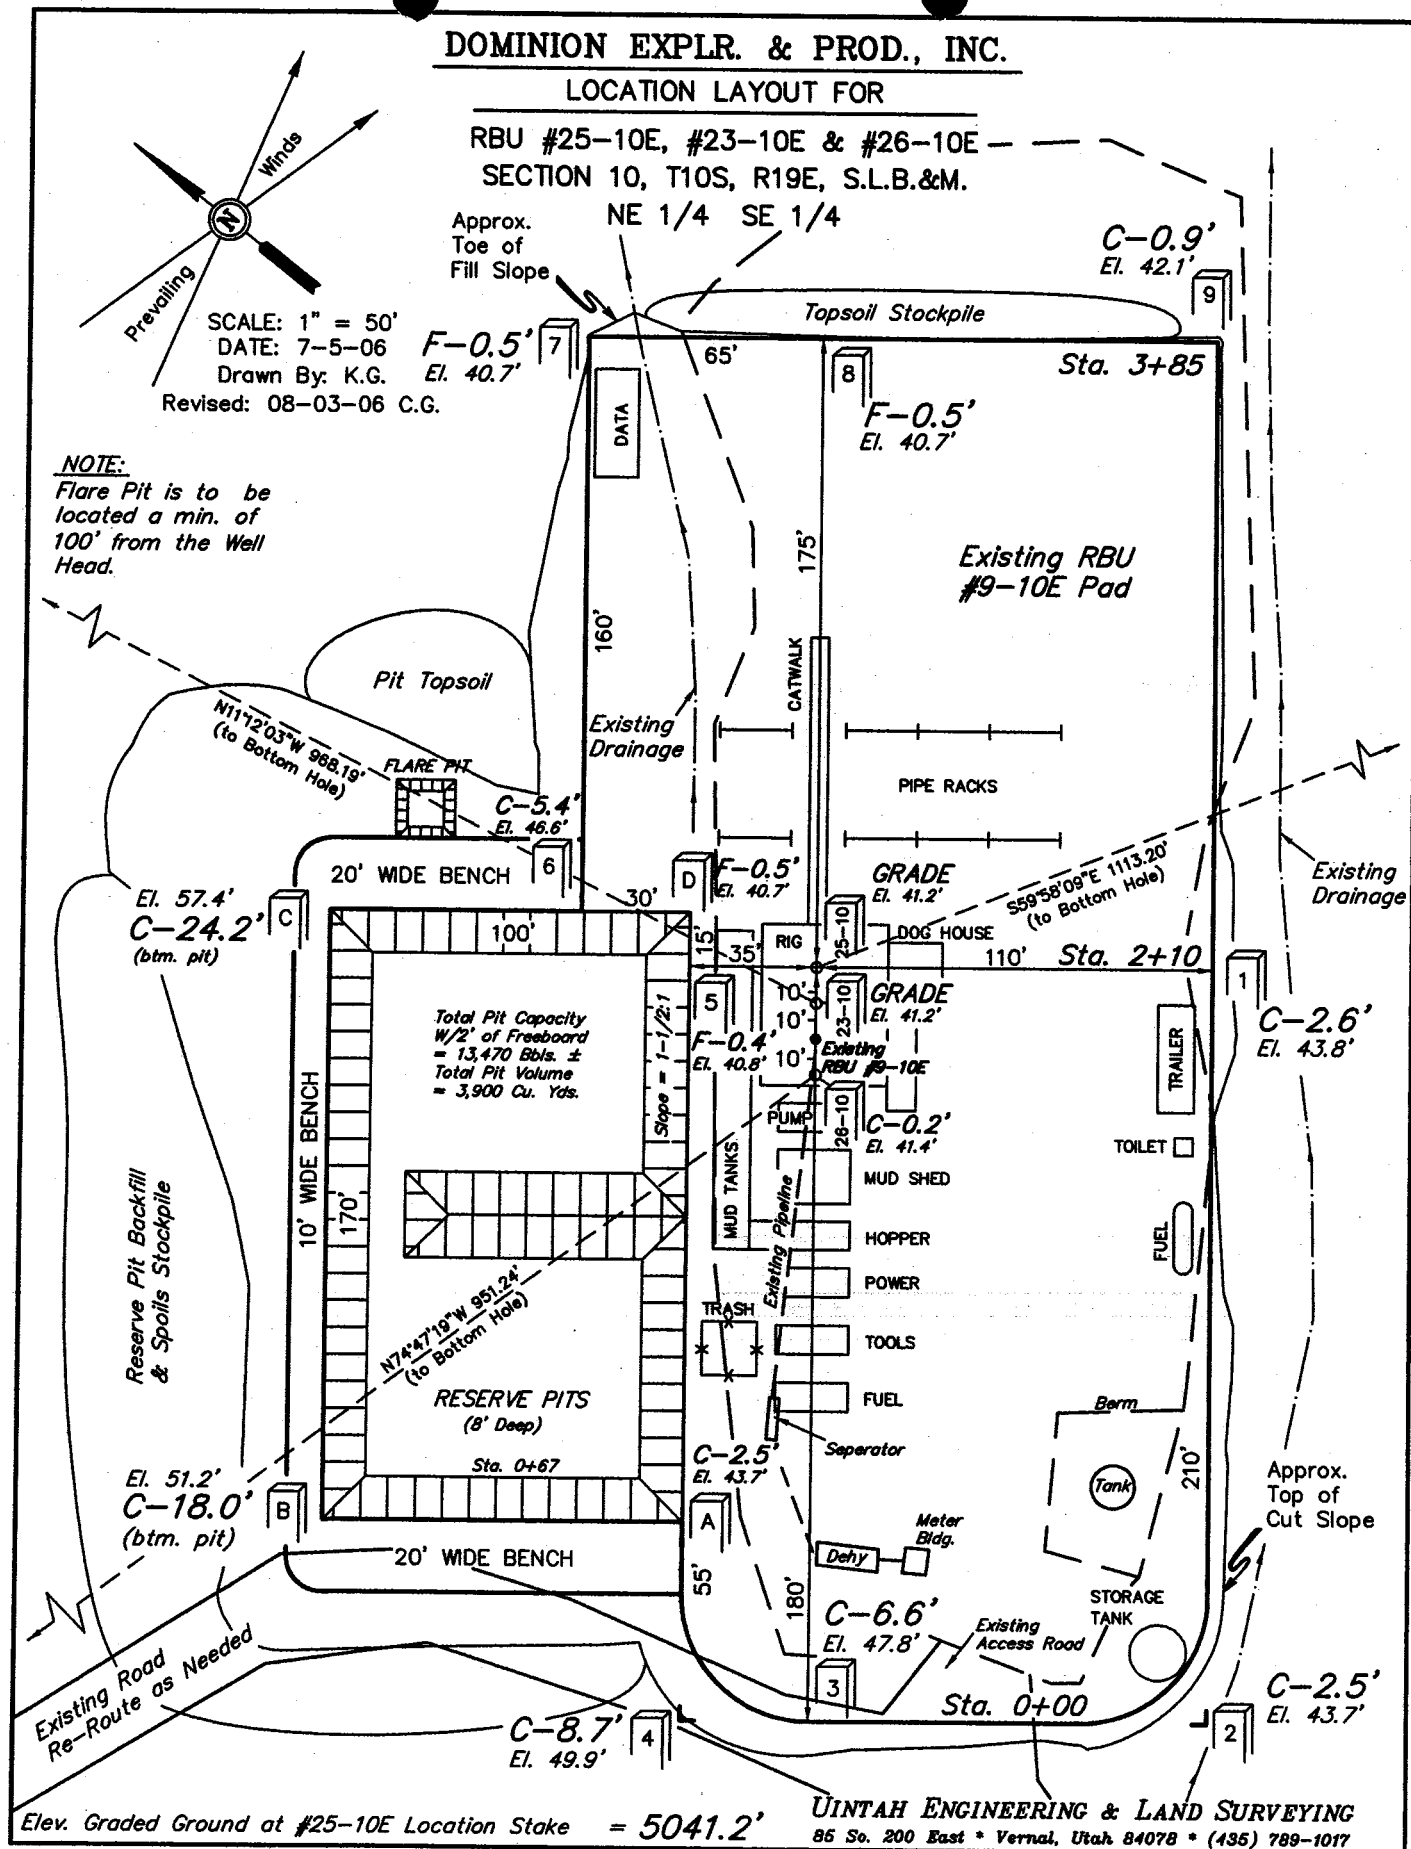 DOMINION EXPLR. & PROD., INC.
LOCATION LAYOUT FOR
RBU #25-10E, #23-10E & #26-10E
SECTION 10, T10S, R19E, S.L.B.&M.
NE 1/4 SE 1/4
Winds
N
Prevailing
SCALE: 1" = 50'
DATE: 7-5-06
Drawn By: K.G.
Revised: 08-03-06 C.G.
Approx.
Toe of
Fill Slope
C-0.9'
El. 42.1'
9
Topsoil Stockpile
F-0.5'
El. 40.7'
7
65'
8
Sta. 3+85
F-0.5'
El. 40.7'
DATA
NOTE:
Flare Pit is to be
located a min. of
100' from the Well
Head.
175'
Existing RBU
#9-10E Pad
160'
CATWALK
Pit Topsoil
Existing
Drainage
N11°12'03"W 968.19'
(to Bottom Hole)
FLARE PIT
PIPE RACKS
C-5.4'
El. 46.6'
6
20' WIDE BENCH
D
F-0.5'
El. 40.7'
GRADE
El. 41.2'
S59°58'09"E 1113.20'
(to Bottom Hole)
Existing
Drainage
El. 57.4'
C-24.2'
(btm. pit)
C
30'
100'
15'
35'
RIG
25-10
DOG HOUSE
110'
Sta. 2+10
1
C-2.6'
El. 43.8'
5
10'
10'
10'
23-10
GRADE
El. 41.2'
F-0.4'
El. 40.8'
Existing
RBU #9-10E
Total Pit Capacity
W/2' of Freeboard
= 13,470 Bbls. ±
Total Pit Volume
= 3,900 Cu. Yds.
Slope = 1-1/2:1
TRAILER
PUMP
26-10
C-0.2'
El. 41.4'
TOILET
10' WIDE BENCH
170'
MUD TANKS
MUD SHED
Existing Pipeline
HOPPER
FUEL
POWER
Reserve Pit Backfill
& Spoils Stockpile
TRASH
TOOLS
N74°47'19"W 951.24'
(to Bottom Hole)
FUEL
RESERVE PITS
(8' Deep)
Berm
Seperator
Sta. 0+67
C-2.5'
El. 43.7'
210'
Tank
Approx.
Top of
Cut Slope
El. 51.2'
C-18.0'
(btm. pit)
B
A
Meter
Bldg.
Dehy
20' WIDE BENCH
55'
180'
STORAGE
TANK
C-6.6'
El. 47.8'
Existing
Access Road
3
Existing Road
Re-Route as Needed
Sta. 0+00
C-8.7'
El. 49.9'
4
2
C-2.5'
El. 43.7'
Elev. Graded Ground at #25-10E Location Stake = 5041.2'
UINTAH ENGINEERING & LAND SURVEYING
85 So. 200 East * Vernal, Utah 84078 * (435) 789-1017